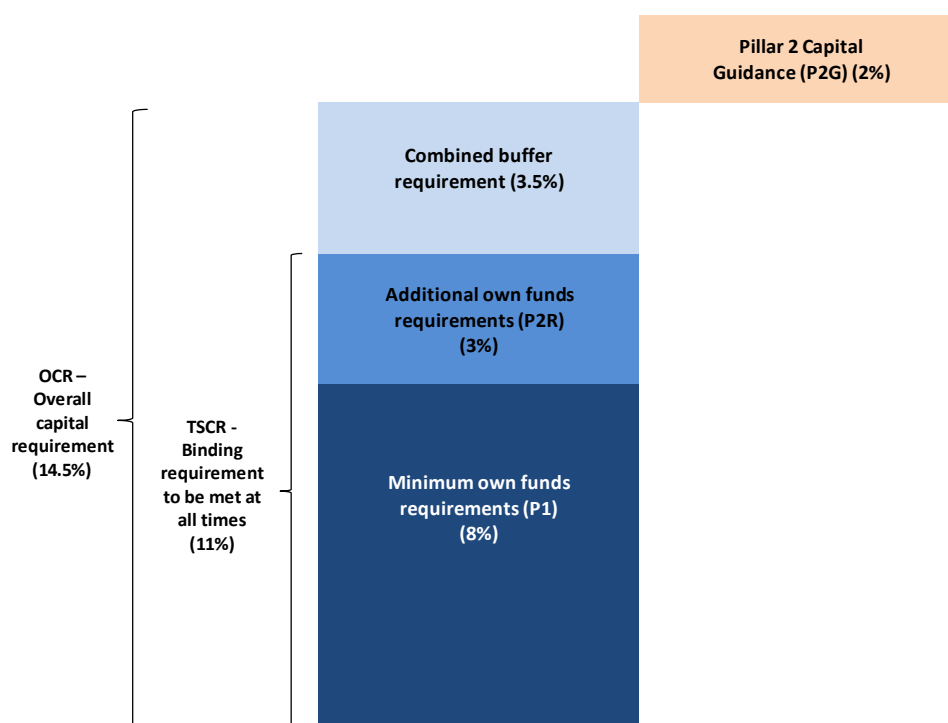 Pillar 2 Capital
Guidance (P2G) (2%)
Combined buffer
requirement (3.5%)
Additional own funds
requirements (P2R)
(3%)
OCR –
Overall
capital
requirement
(14.5%)
TSCR -
Binding
requirement
to be met at
all times
(11%)
Minimum own funds
requirements (P1)
(8%)